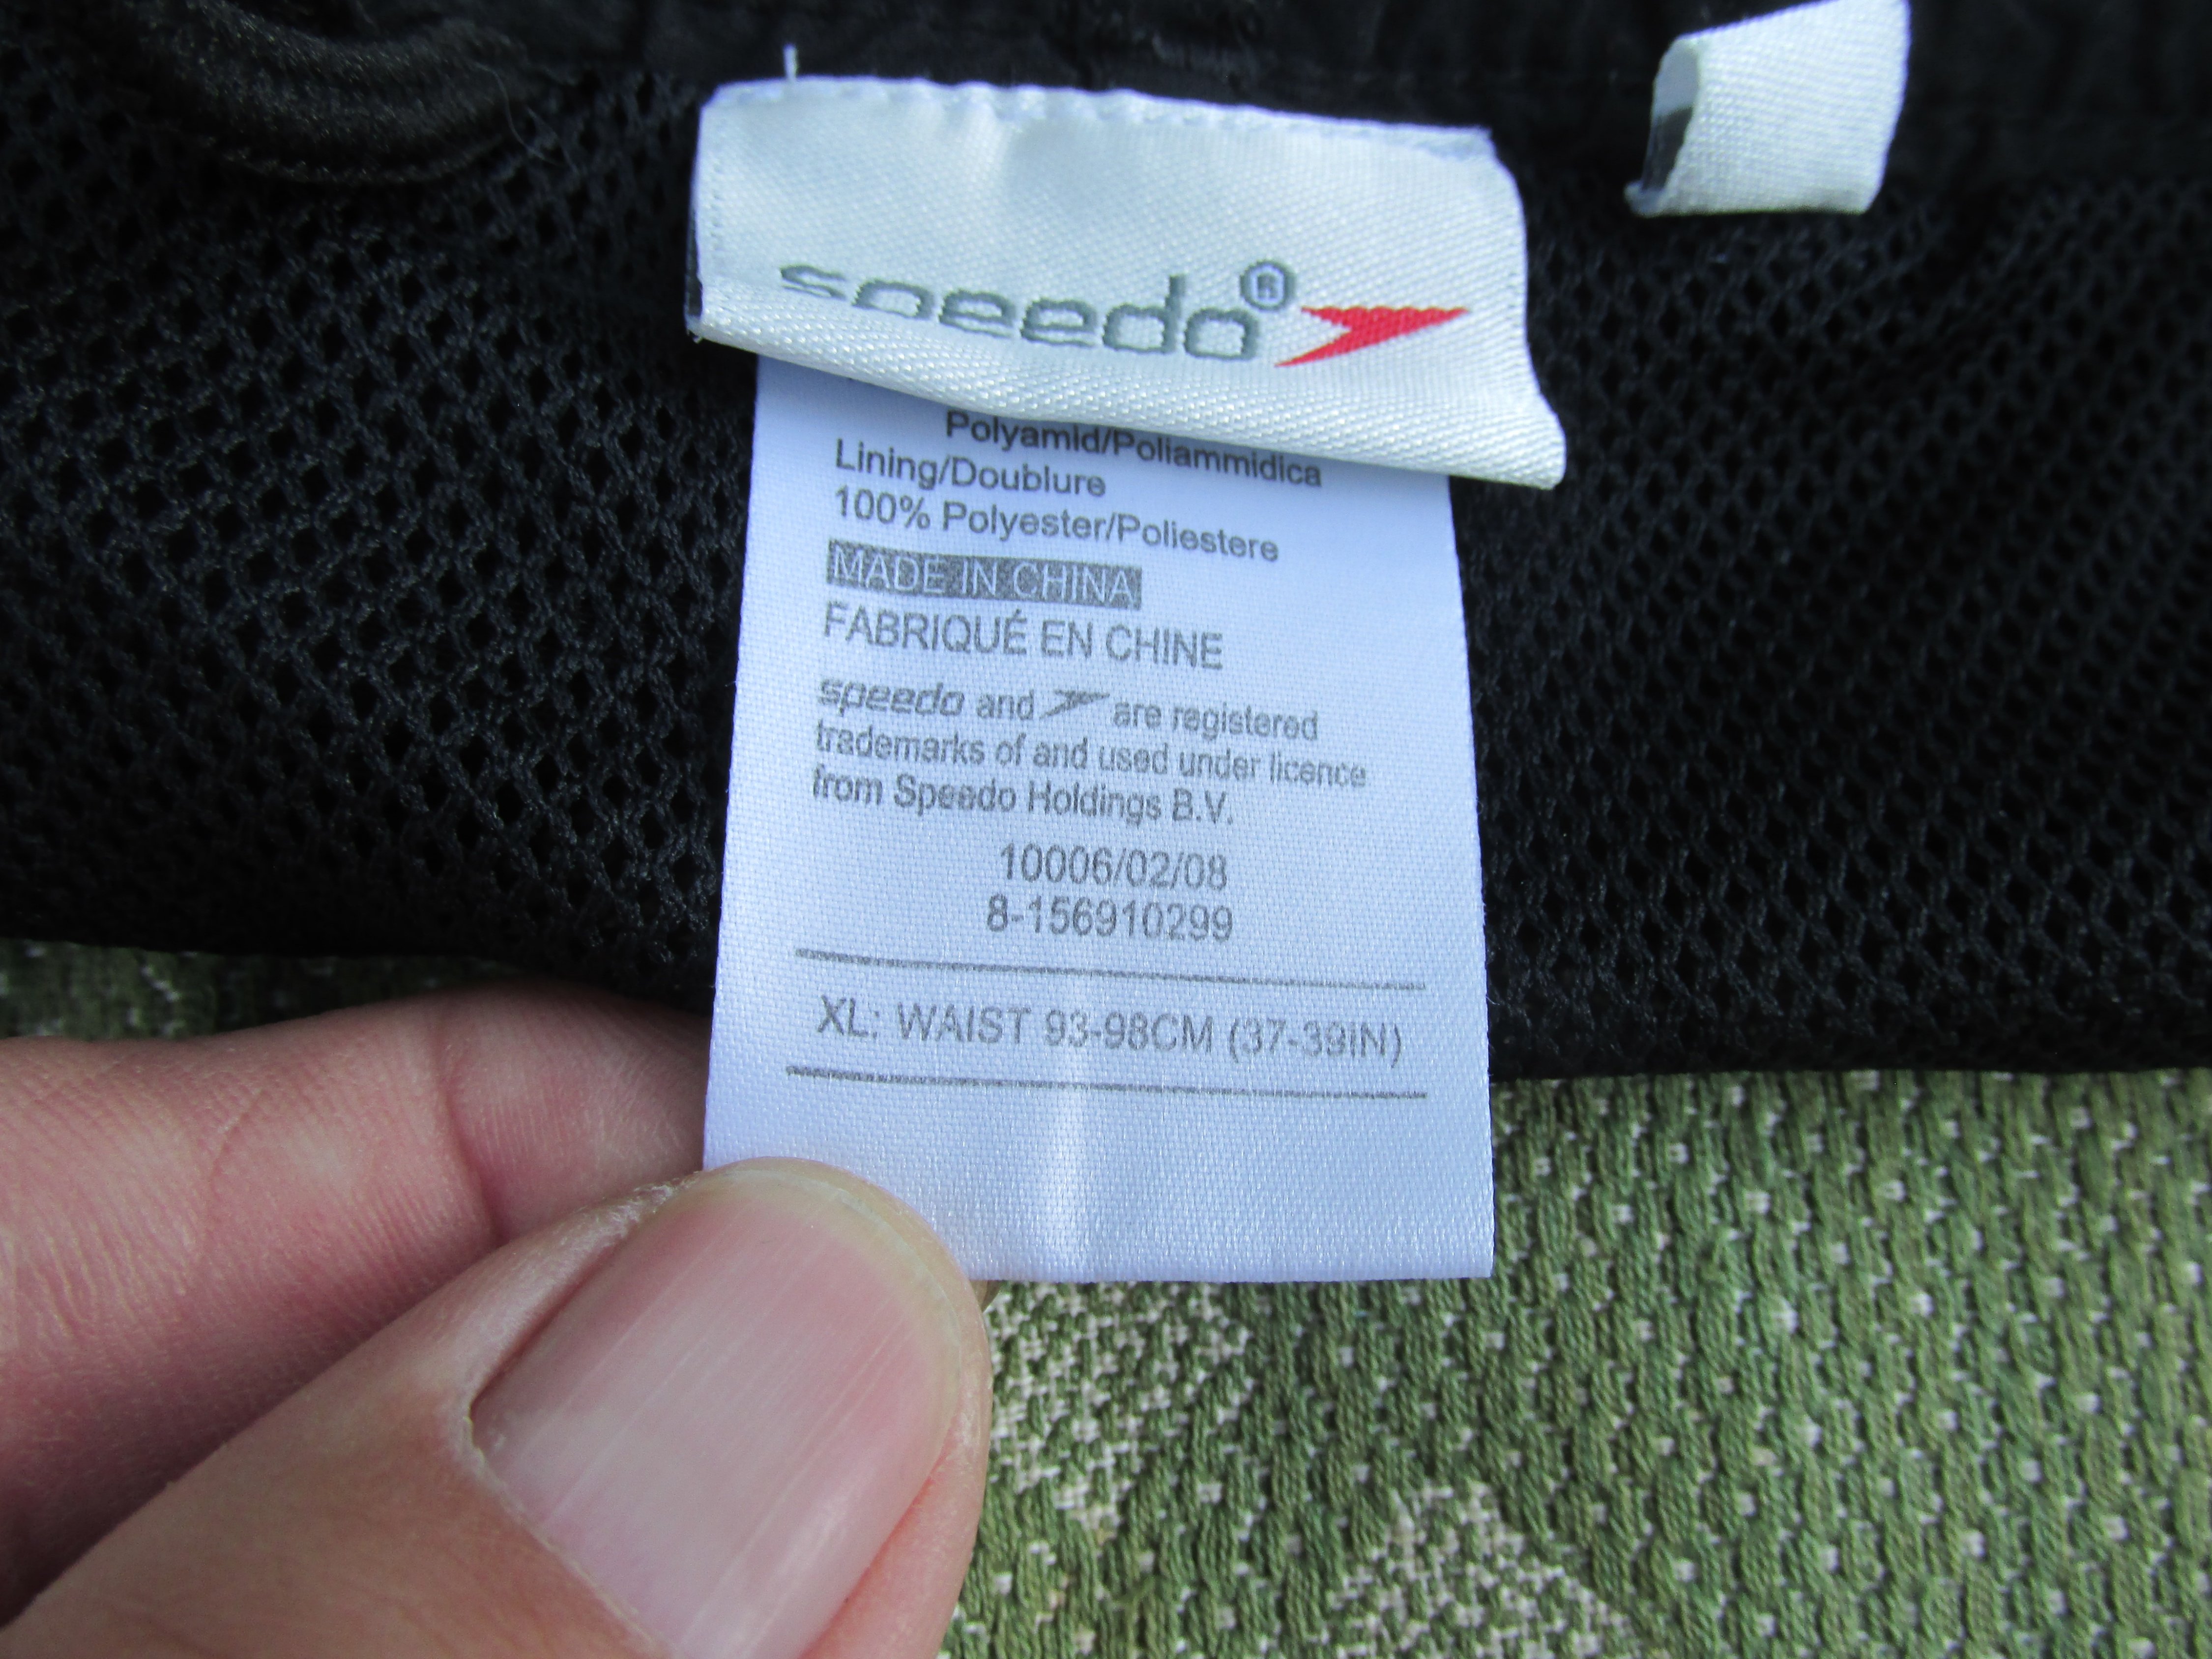 speedo®
Polyamid/Poliammidica
Lining/Doublure
100% Polyester/Poliestere
MADE IN CHINA
FABRIQUÉ EN CHINE
speedo and are registered
trademarks of and used under licence
from Speedo Holdings B.V.
10006/02/08
8-156910299
XL: WAIST 93-98CM (37-39IN)